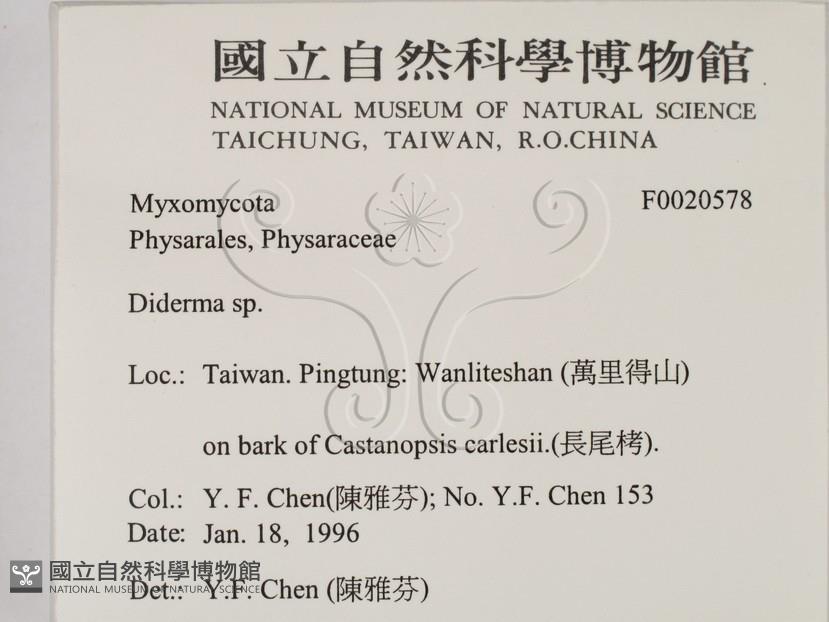 國立自然科學博物館
NATIONAL MUSEUM OF NATURAL SCIENCE
TAICHUNG, TAIWAN, R.O.CHINA
Myxomycota F0020578
Physarales, Physaraceae
Diderma sp.
Loc.: Taiwan. Pingtung: Wanliteshan (萬里得山)
on bark of Castanopsis carlesii.(長尾栲).
Col.: Y. F. Chen(陳雅芬); No. Y.F. Chen 153
Date: Jan. 18, 1996
Det.: Y.F. Chen (陳雅芬)
國立自然科學博物館
NATIONAL MUSEUM OF NATURAL SCIENCE